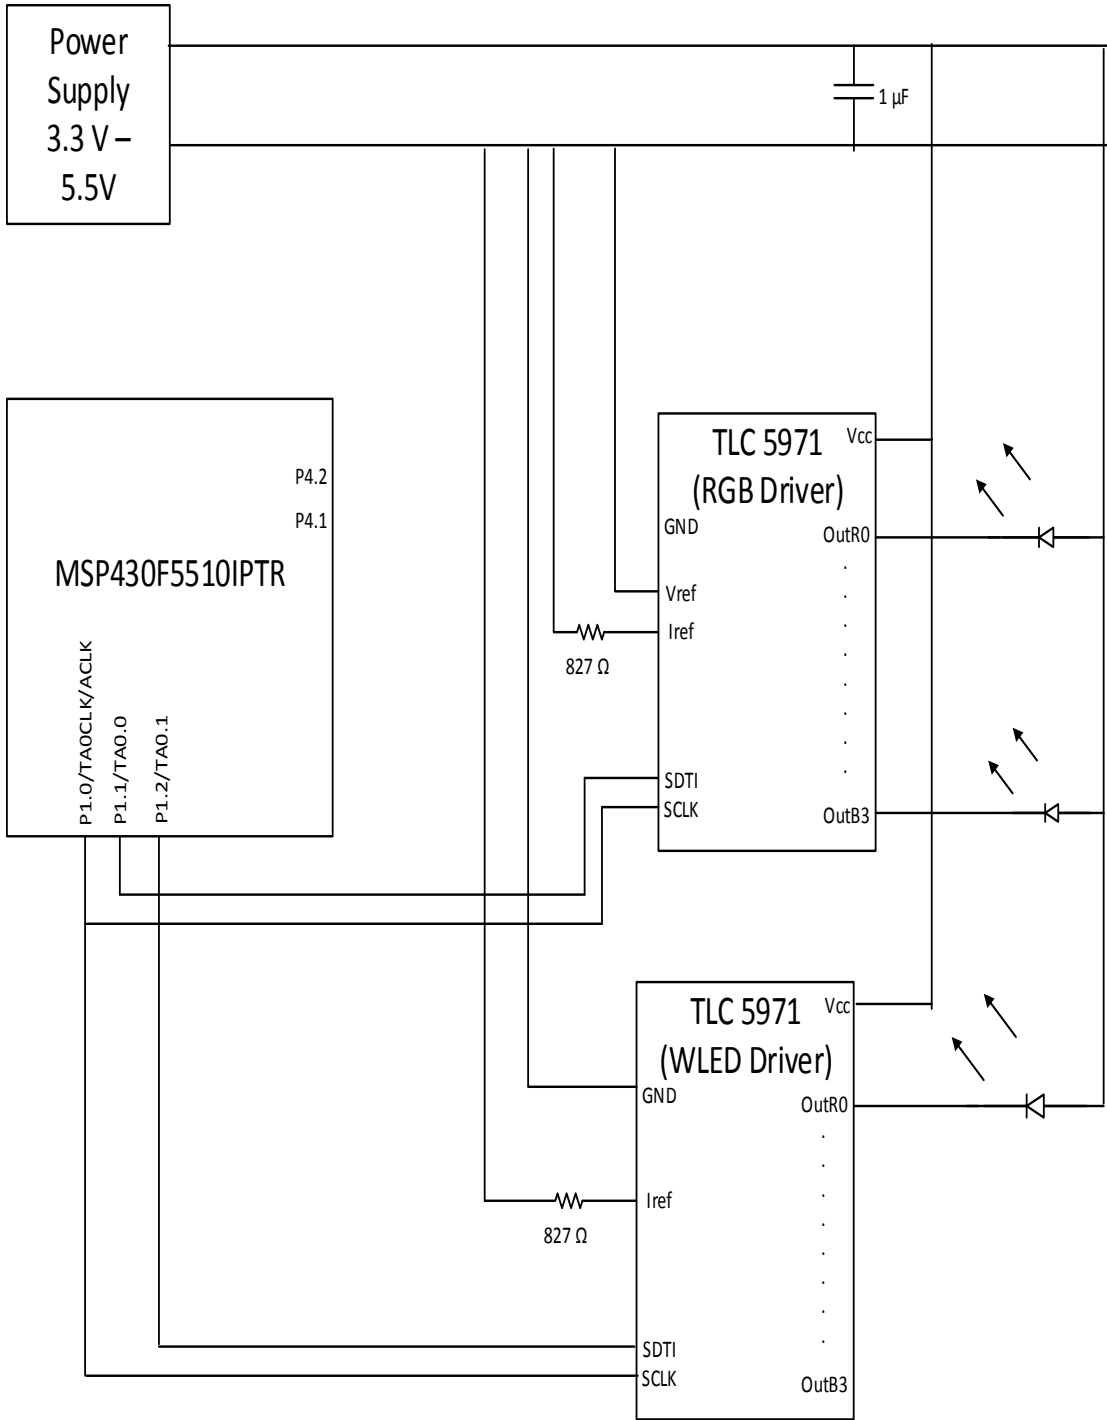 Power
Supply
3.3 V –
5.5V
1 µF
P4.2
P4.1
MSP430F5510IPTR
P1.0/TA0CLK/ACLK
P1.1/TA0.0
P1.2/TA0.1
TLC 5971
(RGB Driver)
Vcc
GND
OutR0
Vref
Iref
827 Ω
SDTI
SCLK
OutB3
TLC 5971
(WLED Driver)
Vcc
GND
OutR0
Iref
827 Ω
SDTI
SCLK
OutB3